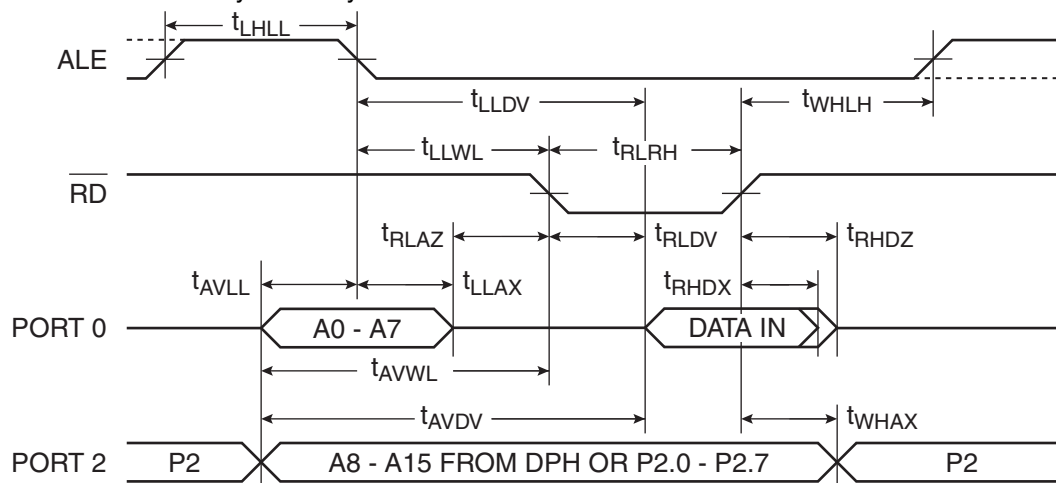 tLHLL
ALE
tLLDV
tWHLH
tLLWL
tRLRH
RD
tRLAZ
tRLDV
tRHDZ
tAVLL
tLLAX
tRHDX
PORT 0
A0 - A7
DATA IN
tAVWL
tAVDV
tWHAX
PORT 2
P2
A8 - A15 FROM DPH OR P2.0 - P2.7
P2